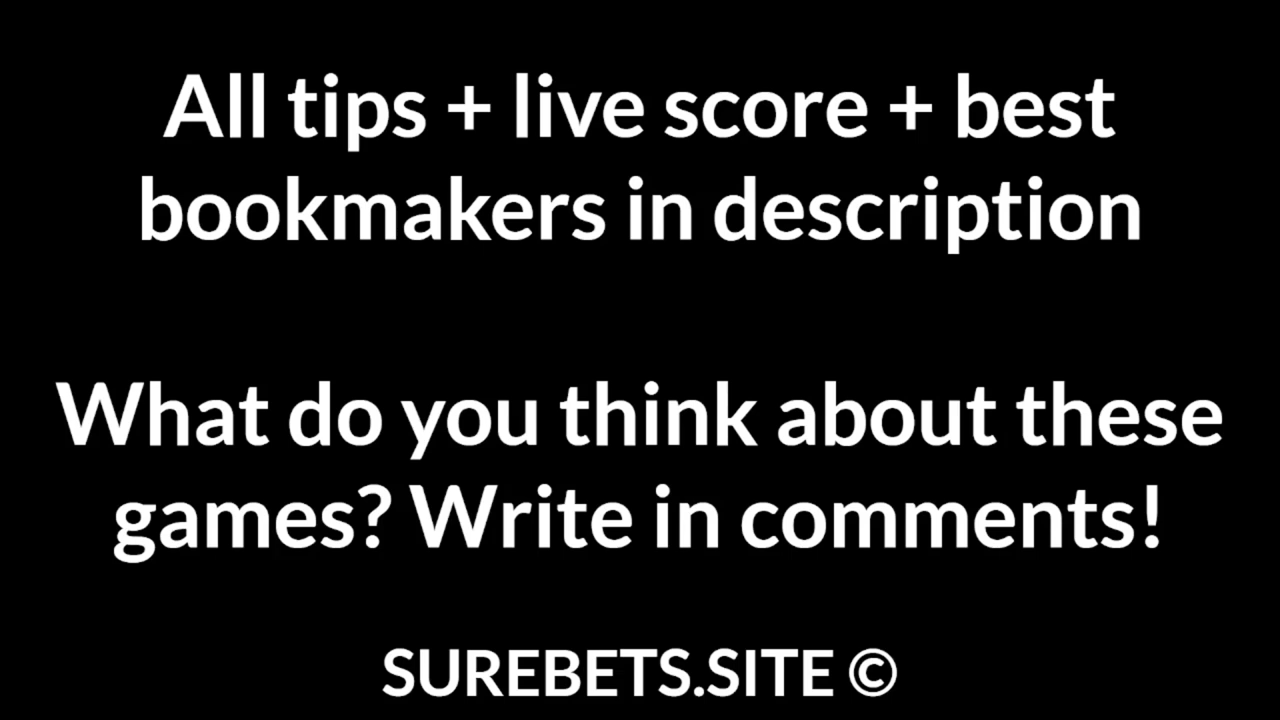 All tips + live score + best
bookmakers in description
What do you think about these
games? Write in comments!
SUREBETS.SITE ©